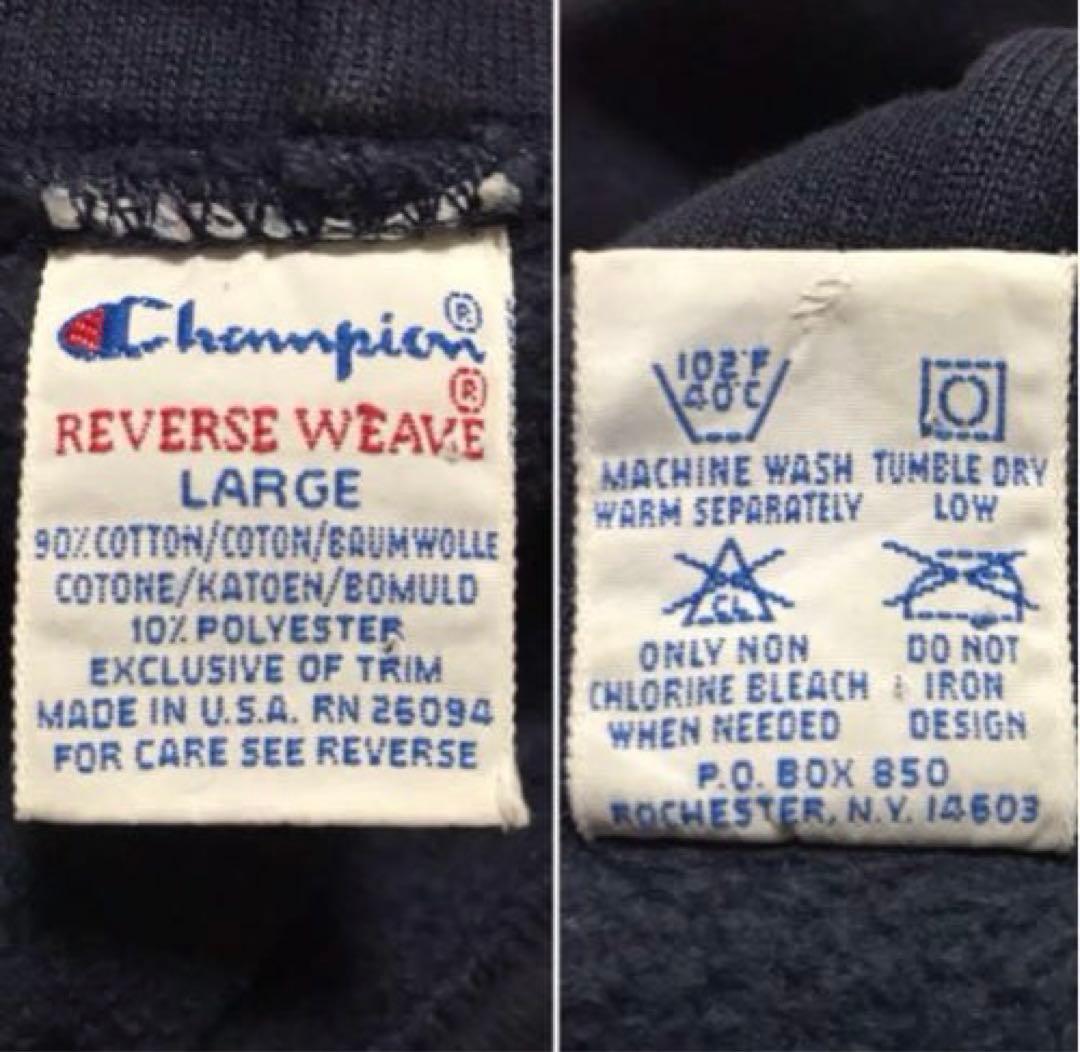 Champion®
®
REVERSE WEAVE
LARGE
90% COTTON/COTON/BAUMWOLLE
COTONE/KATOEN/BOMULD
10% POLYESTER
EXCLUSIVE OF TRIM
MADE IN U.S.A. RN 26094
FOR CARE SEE REVERSE
102°F
40°C
MACHINE WASH
WARM SEPARATELY
TUMBLE DRY
LOW
CL
ONLY NON
CHLORINE BLEACH
WHEN NEEDED
DO NOT
IRON
DESIGN
P.O. BOX 850
ROCHESTER, N.Y. 14603